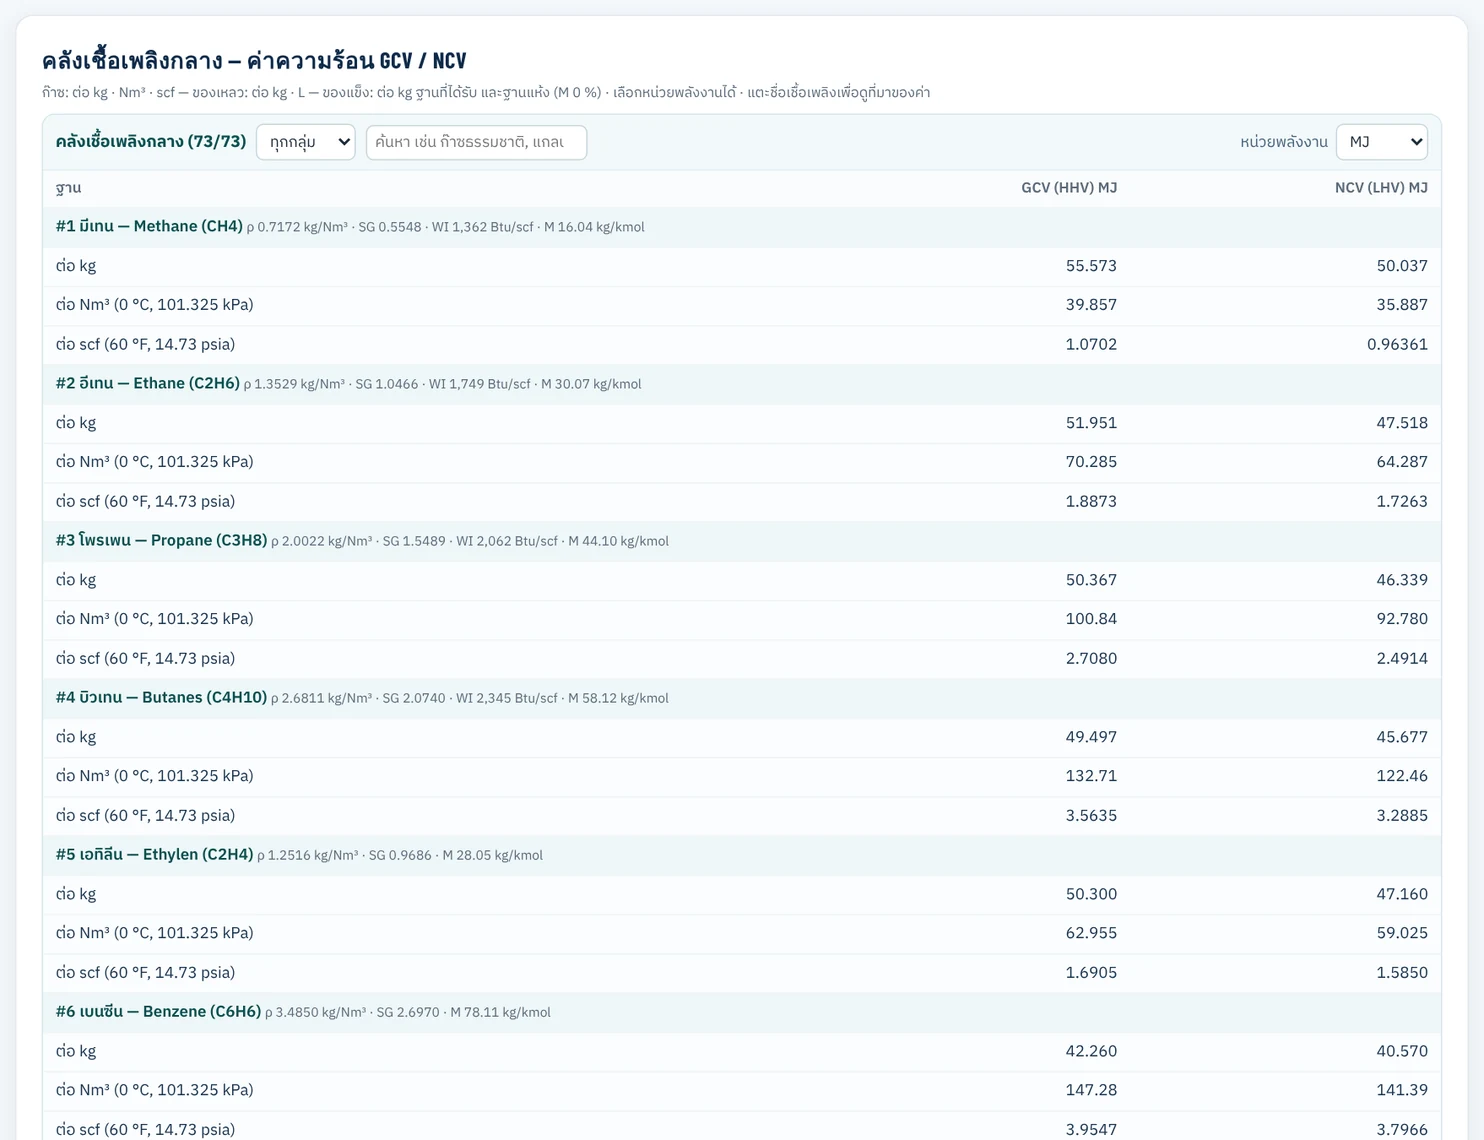 คลังเชื้อเพลิงกลาง – ค่าความร้อน GCV / NCV
ก๊าซ: ต่อ kg · Nm³ · scf — ของเหลว: ต่อ kg · L — ของแข็ง: ต่อ kg ฐานที่ได้รับ และฐานแห้ง (M 0 %) · เลือกหน่วยพลังงานได้ · แตะชื่อเชื้อเพลิงเพื่อดูที่มาของค่า
คลังเชื้อเพลิงกลาง (73/73) ทุกกลุ่ม ค้นหา เช่น ก๊าซธรรมชาติ, แกลเ หน่วยพลังงาน MJ
ฐาน GCV (HHV) MJ NCV (LHV) MJ
#1 มีเทน — Methane (CH4) ρ 0.7172 kg/Nm³ · SG 0.5548 · WI 1,362 Btu/scf · M 16.04 kg/kmol
ต่อ kg 55.573 50.037
ต่อ Nm³ (0 °C, 101.325 kPa) 39.857 35.887
ต่อ scf (60 °F, 14.73 psia) 1.0702 0.96361
#2 อีเทน — Ethane (C2H6) ρ 1.3529 kg/Nm³ · SG 1.0466 · WI 1,749 Btu/scf · M 30.07 kg/kmol
ต่อ kg 51.951 47.518
ต่อ Nm³ (0 °C, 101.325 kPa) 70.285 64.287
ต่อ scf (60 °F, 14.73 psia) 1.8873 1.7263
#3 โพรเพน — Propane (C3H8) ρ 2.0022 kg/Nm³ · SG 1.5489 · WI 2,062 Btu/scf · M 44.10 kg/kmol
ต่อ kg 50.367 46.339
ต่อ Nm³ (0 °C, 101.325 kPa) 100.84 92.780
ต่อ scf (60 °F, 14.73 psia) 2.7080 2.4914
#4 บิวเทน — Butanes (C4H10) ρ 2.6811 kg/Nm³ · SG 2.0740 · WI 2,345 Btu/scf · M 58.12 kg/kmol
ต่อ kg 49.497 45.677
ต่อ Nm³ (0 °C, 101.325 kPa) 132.71 122.46
ต่อ scf (60 °F, 14.73 psia) 3.5635 3.2885
#5 เอทิลีน — Ethylen (C2H4) ρ 1.2516 kg/Nm³ · SG 0.9686 · M 28.05 kg/kmol
ต่อ kg 50.300 47.160
ต่อ Nm³ (0 °C, 101.325 kPa) 62.955 59.025
ต่อ scf (60 °F, 14.73 psia) 1.6905 1.5850
#6 เบนซีน — Benzene (C6H6) ρ 3.4850 kg/Nm³ · SG 2.6970 · M 78.11 kg/kmol
ต่อ kg 42.260 40.570
ต่อ Nm³ (0 °C, 101.325 kPa) 147.28 141.39
ต่อ scf (60 °F, 14.73 psia) 3.9547 3.7966